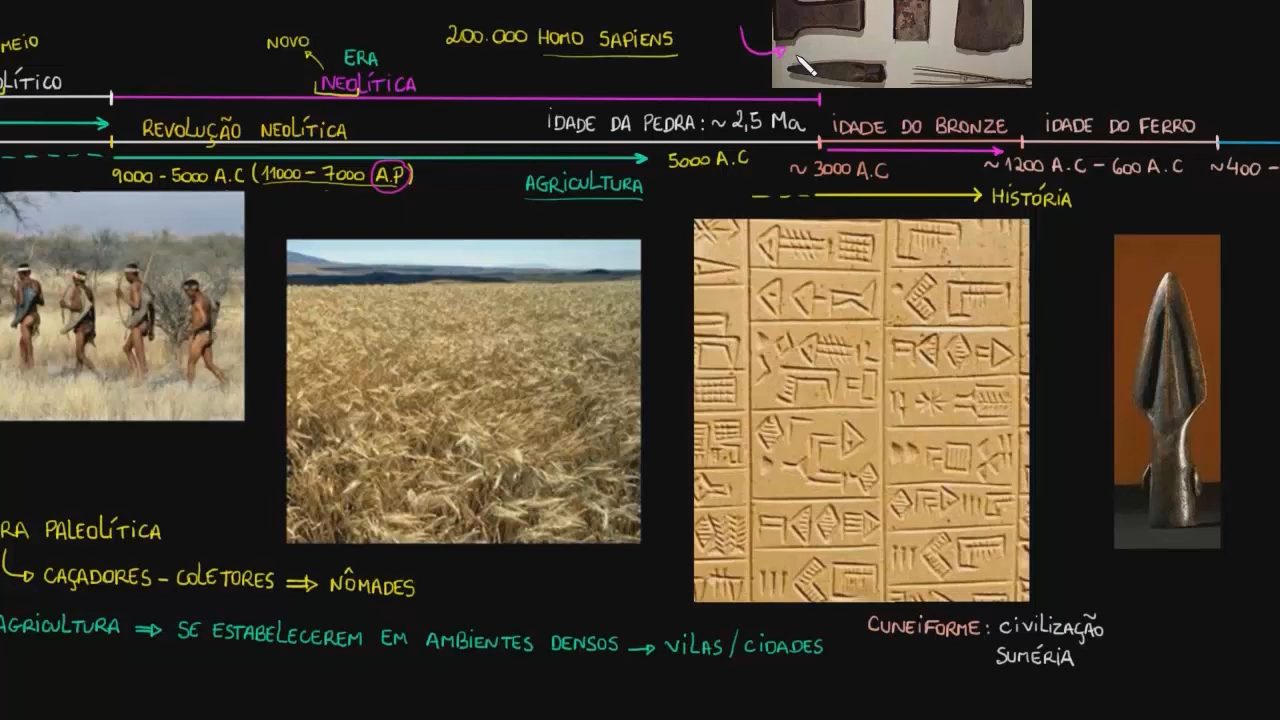 MEIO
NOVO
200.000 HOMO SAPIENS
ERA
OLÍTICO
NEOLÍTICA
REVOLUÇÃO NEOLÍTICA
IDADE DA PEDRA: ~ 2,5 Ma
IDADE DO BRONZE
IDADE DO FERRO
9000 - 5000 A.C (11000 - 7000 A.P)
5000 A.C
~ 3000 A.C
~ 1200 A.C - 600 A.C
~400 -
AGRICULTURA
HISTÓRIA
RA PALEOLÍTICA
CAÇADORES - COLETORES ⇒ NÔMADES
AGRICULTURA ⇒ SE ESTABELECEREM EM AMBIENTES DENSOS → VILAS / CIDADES
CUNEIFORME: CIVILIZAÇÃO
SUMÉRIA